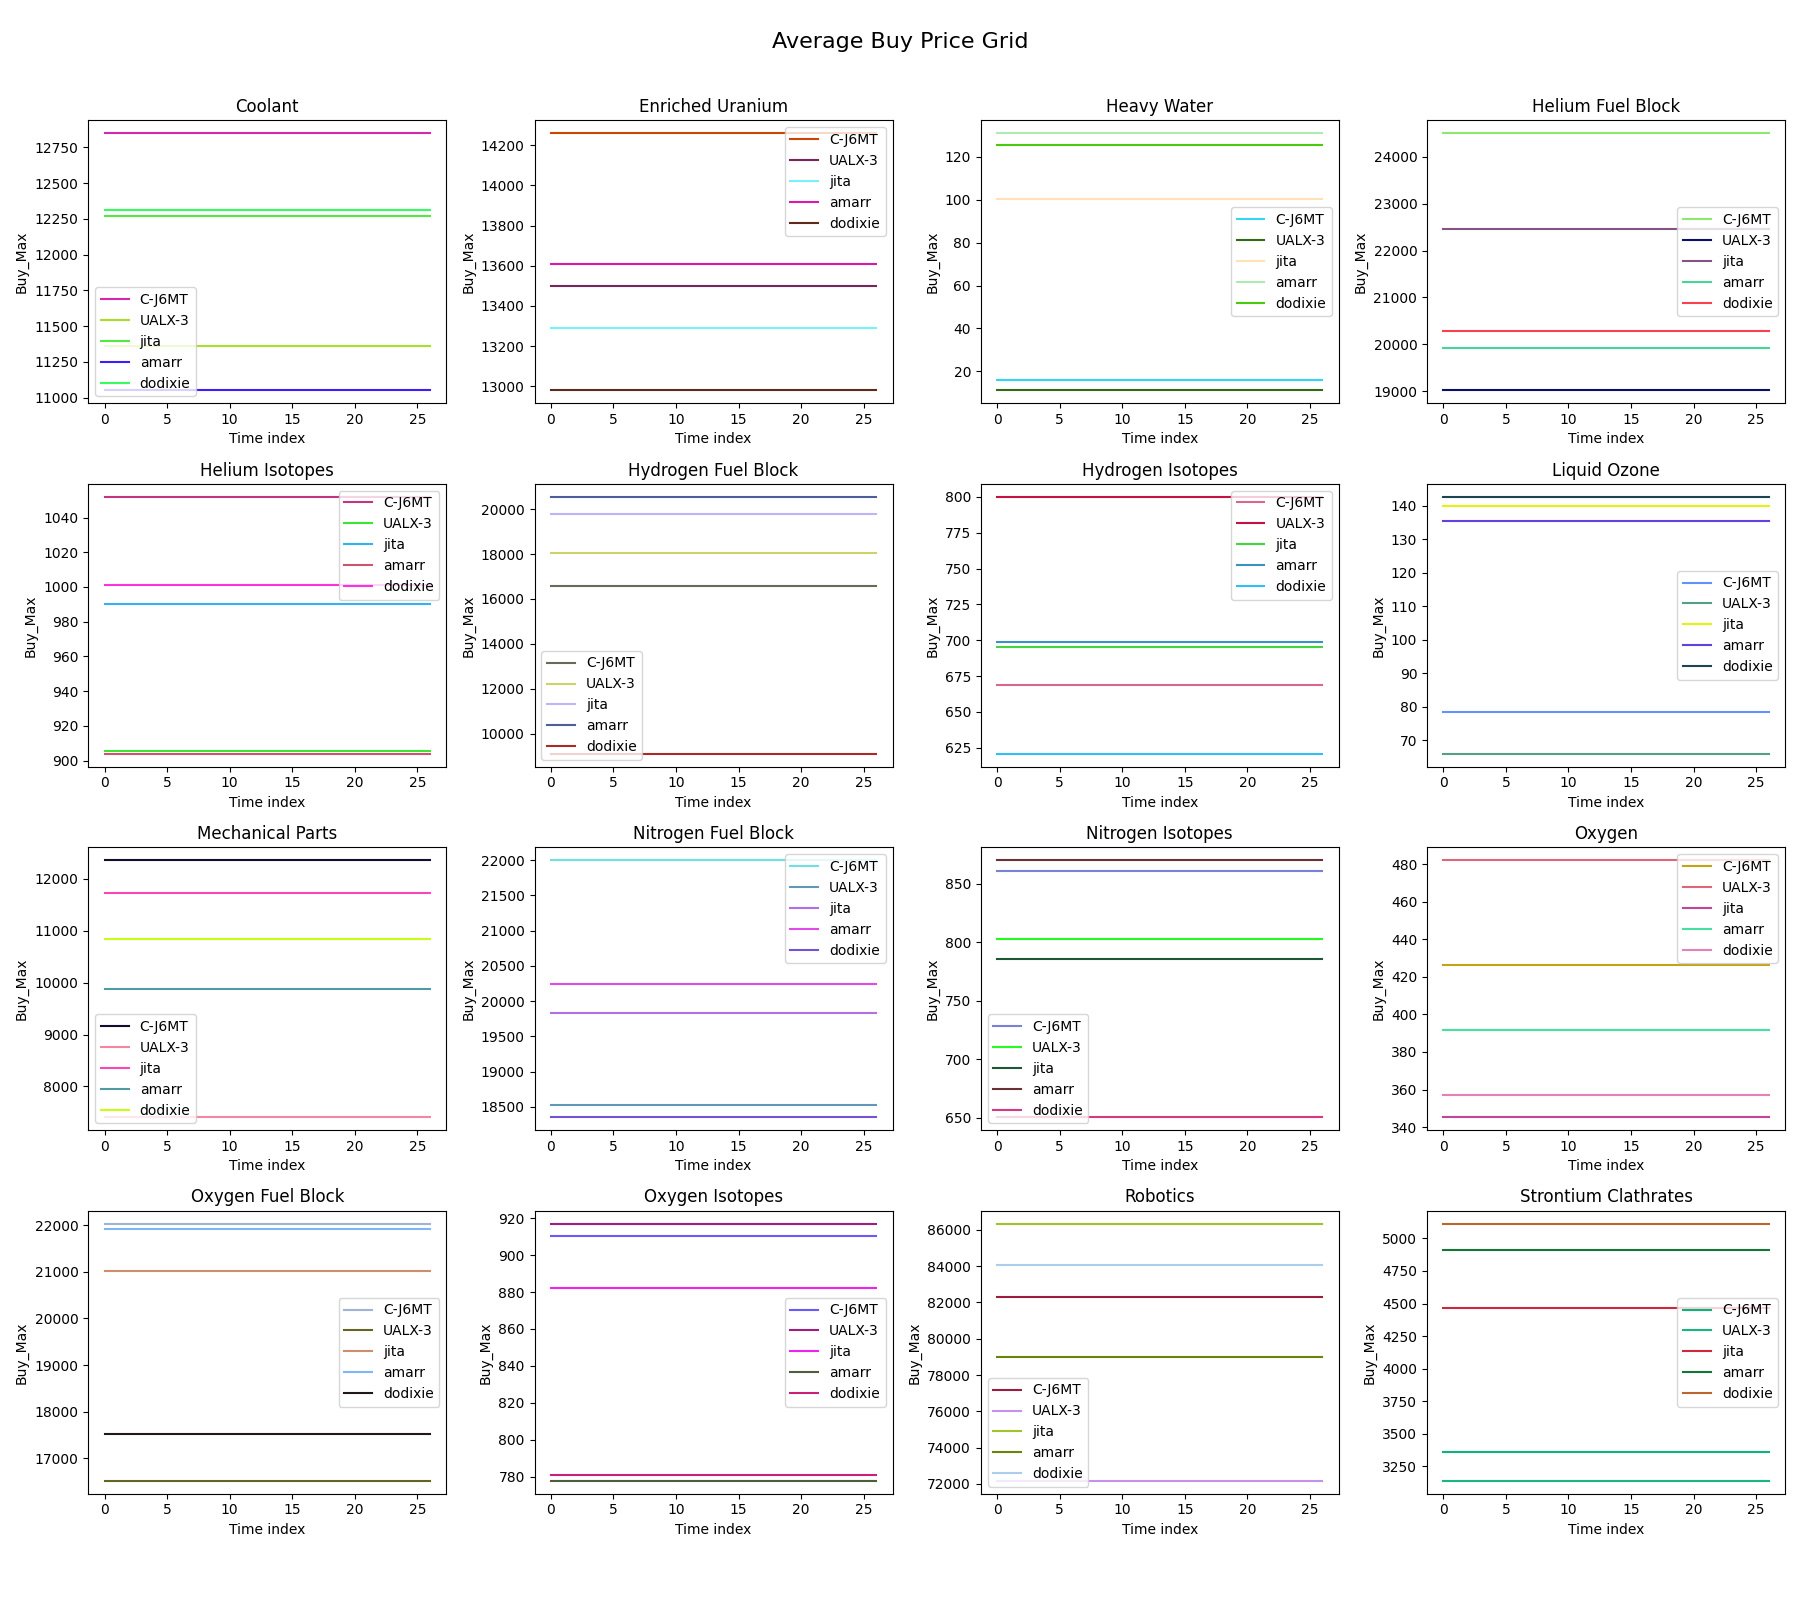 Average Buy Price Grid
Coolant
Buy_Max
12750
12500
12250
12000
11750
11500
11250
11000
C-J6MT
UALX-3
jita
amarr
dodixie
0 5 10 15 20 25
Time index
Enriched Uranium
Buy_Max
14200
14000
13800
13600
13400
13200
13000
C-J6MT
UALX-3
jita
amarr
dodixie
0 5 10 15 20 25
Time index
Heavy Water
Buy_Max
120
100
80
60
40
20
C-J6MT
UALX-3
jita
amarr
dodixie
0 5 10 15 20 25
Time index
Helium Fuel Block
Buy_Max
24000
23000
22000
21000
20000
19000
C-J6MT
UALX-3
jita
amarr
dodixie
0 5 10 15 20 25
Time index
Helium Isotopes
Buy_Max
1040
1020
1000
980
960
940
920
900
C-J6MT
UALX-3
jita
amarr
dodixie
0 5 10 15 20 25
Time index
Hydrogen Fuel Block
Buy_Max
20000
18000
16000
14000
12000
10000
C-J6MT
UALX-3
jita
amarr
dodixie
0 5 10 15 20 25
Time index
Hydrogen Isotopes
Buy_Max
800
775
750
725
700
675
650
625
C-J6MT
UALX-3
jita
amarr
dodixie
0 5 10 15 20 25
Time index
Liquid Ozone
Buy_Max
140
130
120
110
100
90
80
70
C-J6MT
UALX-3
jita
amarr
dodixie
0 5 10 15 20 25
Time index
Mechanical Parts
Buy_Max
12000
11000
10000
9000
8000
C-J6MT
UALX-3
jita
amarr
dodixie
0 5 10 15 20 25
Time index
Nitrogen Fuel Block
Buy_Max
22000
21500
21000
20500
20000
19500
19000
18500
C-J6MT
UALX-3
jita
amarr
dodixie
0 5 10 15 20 25
Time index
Nitrogen Isotopes
Buy_Max
850
800
750
700
650
C-J6MT
UALX-3
jita
amarr
dodixie
0 5 10 15 20 25
Time index
Oxygen
Buy_Max
480
460
440
420
400
380
360
340
C-J6MT
UALX-3
jita
amarr
dodixie
0 5 10 15 20 25
Time index
Oxygen Fuel Block
Buy_Max
22000
21000
20000
19000
18000
17000
C-J6MT
UALX-3
jita
amarr
dodixie
0 5 10 15 20 25
Time index
Oxygen Isotopes
Buy_Max
920
900
880
860
840
820
800
780
C-J6MT
UALX-3
jita
amarr
dodixie
0 5 10 15 20 25
Time index
Robotics
Buy_Max
86000
84000
82000
80000
78000
76000
74000
72000
C-J6MT
UALX-3
jita
amarr
dodixie
0 5 10 15 20 25
Time index
Strontium Clathrates
Buy_Max
5000
4750
4500
4250
4000
3750
3500
3250
C-J6MT
UALX-3
jita
amarr
dodixie
0 5 10 15 20 25
Time index